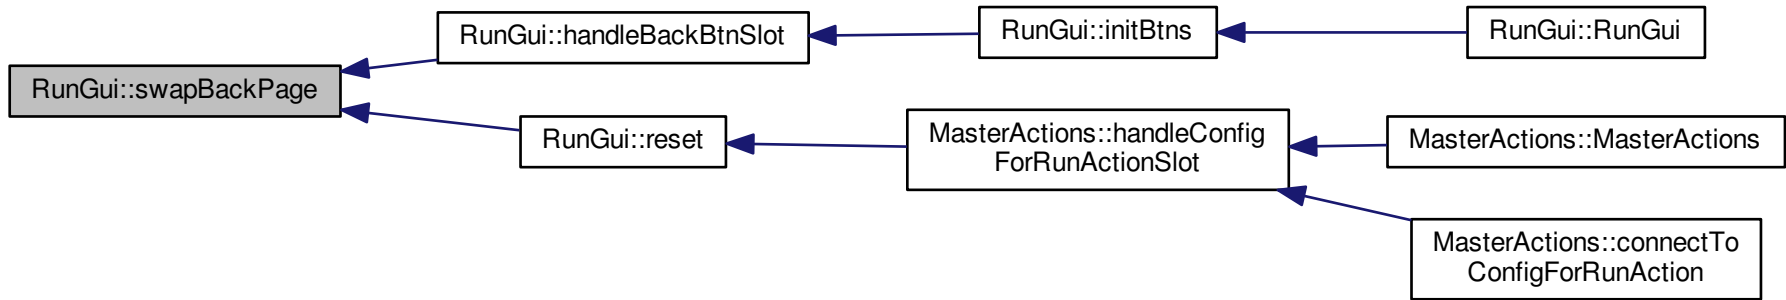 RunGui::swapBackPage
RunGui::handleBackBtnSlot
RunGui::initBtns
RunGui::RunGui
RunGui::reset
MasterActions::handleConfig
ForRunActionSlot
MasterActions::MasterActions
MasterActions::connectTo
ConfigForRunAction